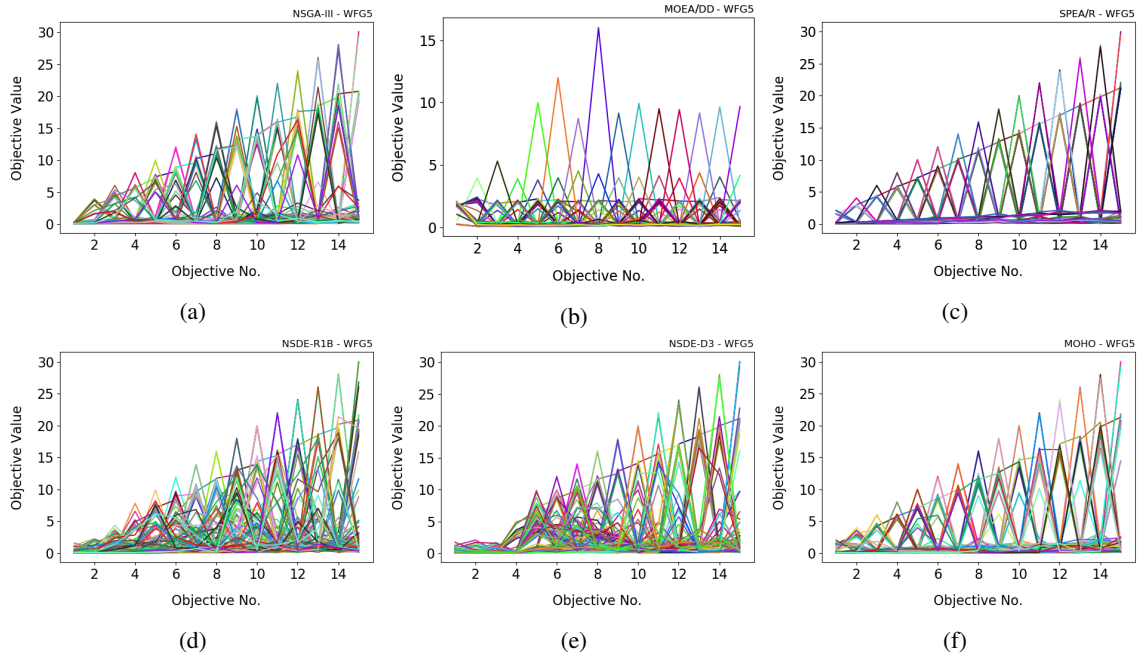 NSGA-III - WFG5
30
25
20
15
10
5
0
Objective Value
2 4 6 8 10 12 14
Objective No.
(a)
MOEA/DD - WFG5
15
10
5
0
Objective Value
2 4 6 8 10 12 14
Objective No.
(b)
SPEA/R - WFG5
30
25
20
15
10
5
0
Objective Value
2 4 6 8 10 12 14
Objective No.
(c)
NSDE-R1B - WFG5
30
25
20
15
10
5
0
Objective Value
2 4 6 8 10 12 14
Objective No.
(d)
NSDE-D3 - WFG5
30
25
20
15
10
5
0
Objective Value
2 4 6 8 10 12 14
Objective No.
(e)
MOHO - WFG5
30
25
20
15
10
5
0
Objective Value
2 4 6 8 10 12 14
Objective No.
(f)